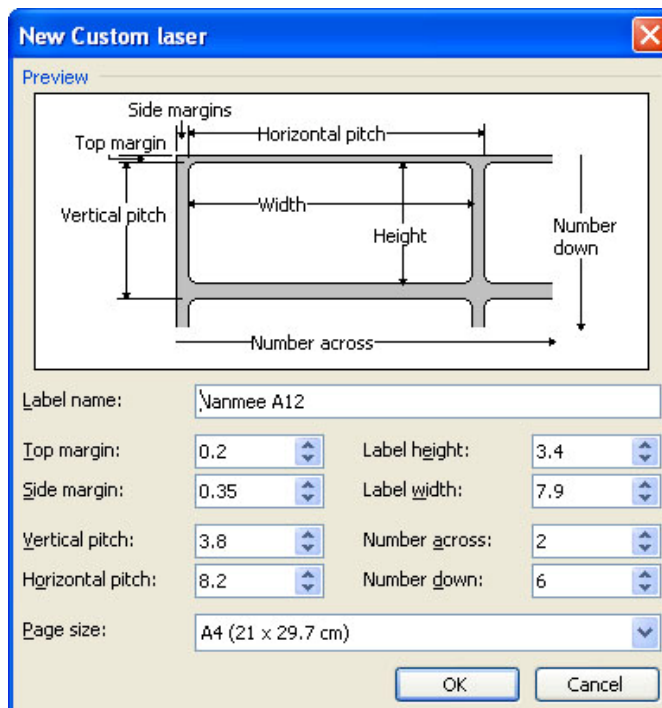 New Custom laser
Preview
Side margins
Horizontal pitch
Top margin
Vertical pitch
Width
Height
Number down
Number across
Label name: Nanmee A12
Top margin: 0.2 Label height: 3.4
Side margin: 0.35 Label width: 7.9
Vertical pitch: 3.8 Number across: 2
Horizontal pitch: 8.2 Number down: 6
Page size: A4 (21 x 29.7 cm)
OK Cancel